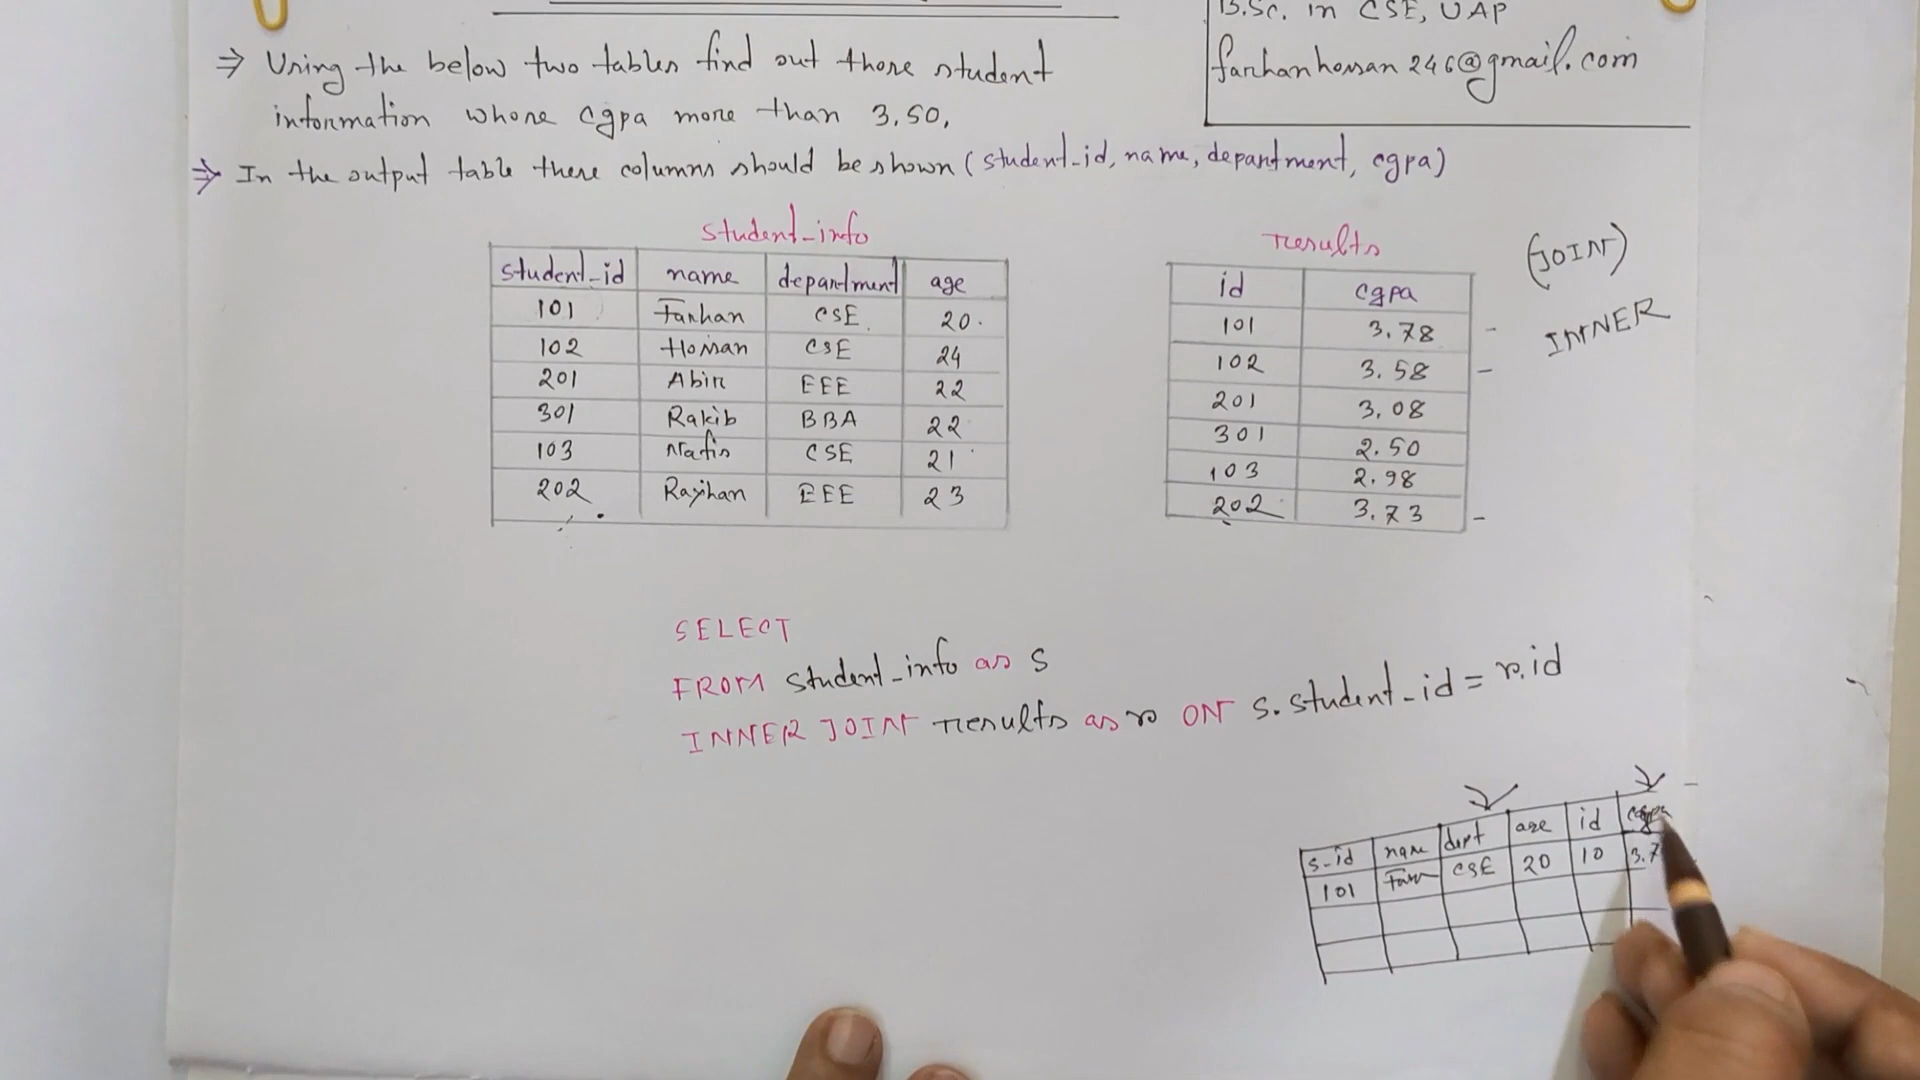 B.Sc. in CSE, UAP
farhanhossan246@gmail.com
⇒ Using the below two tables find out those student
information whose cgpa more than 3.50.
⇒ In the output table these columns should be shown (student_id, name, department, cgpa)
student_info
student_id name department age
101 Farhan CSE 20
102 Hossan CSE 24
201 Abir EEE 22
301 Rakib BBA 22
103 Nafis CSE 21
202 Rayhan EEE 23
results
id cgpa
101 3.78
102 3.58
201 3.08
301 2.50
103 2.98
202 3.73
(JOIN)
INNER
SELECT
FROM student_info as s
INNER JOIN results as r ON s.student_id = r.id
s-id name dept age id cgpa
101 Farr CSE 20 10 3.7